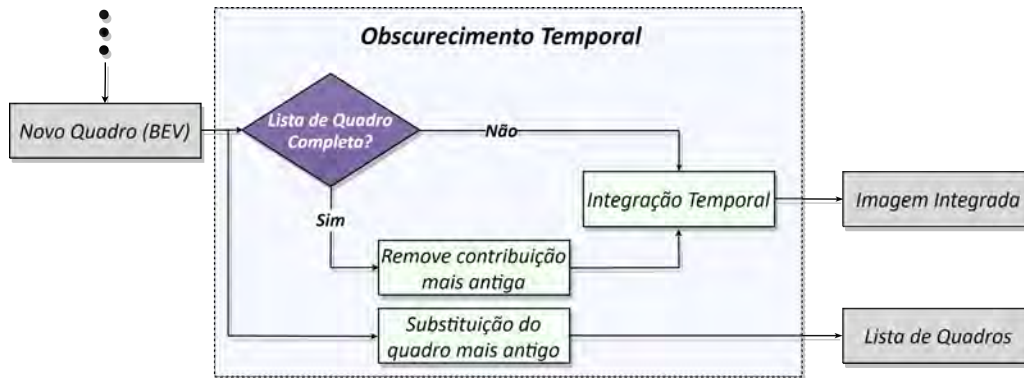 Obscurecimento Temporal
Novo Quadro (BEV)
Lista de Quadro
Completa?
Não
Sim
Integração Temporal
Imagem Integrada
Remove contribuição
mais antiga
Substituição do
quadro mais antigo
Lista de Quadros